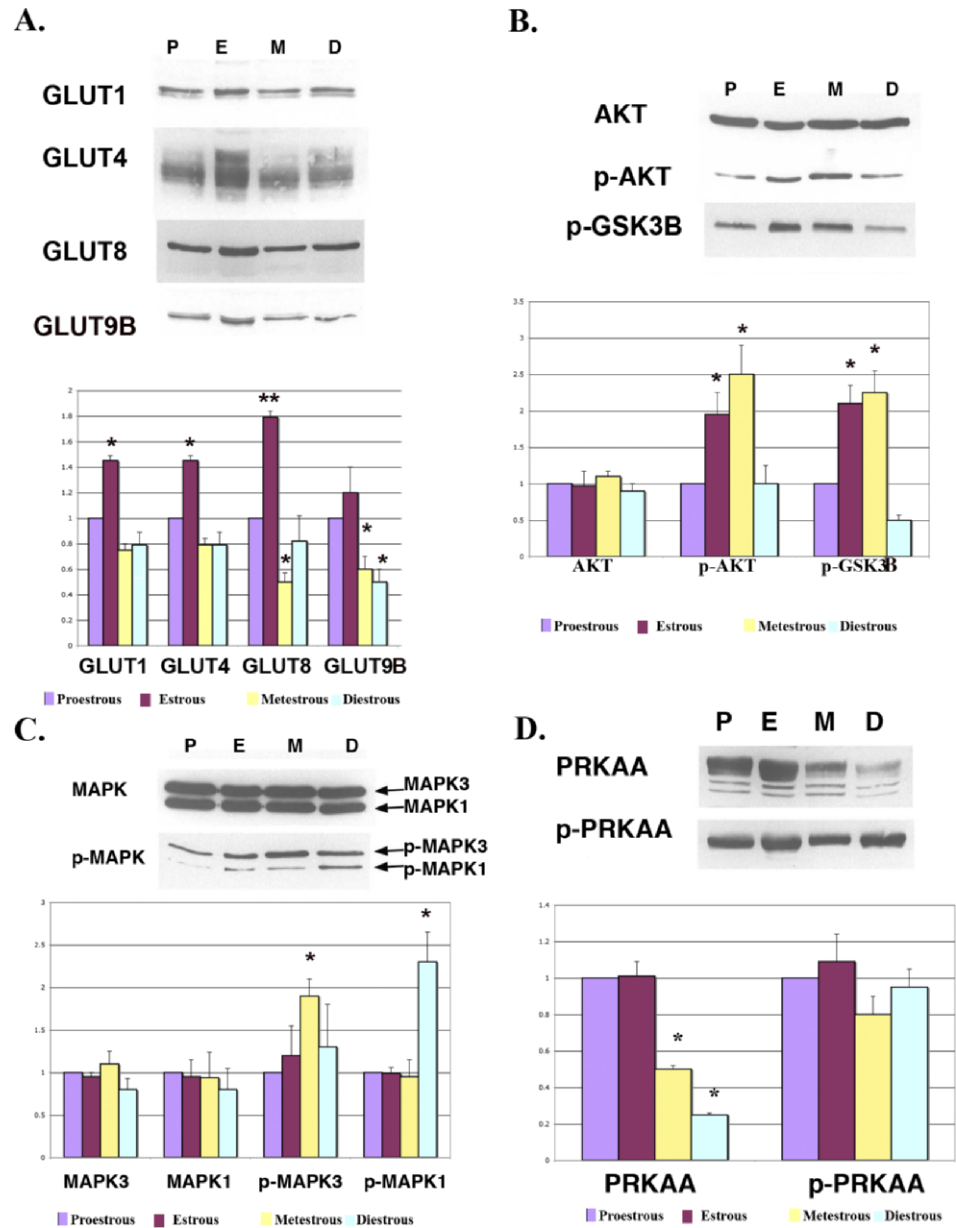 A.
P E M D
GLUT1
GLUT4
GLUT8
GLUT9B
2
1.8
1.6
1.4
1.2
1
0.8
0.6
0.4
0.2
0
* * ** * * *
GLUT1 GLUT4 GLUT8 GLUT9B
Proestrous Estrous Metestrous Diestrous
B.
P E M D
AKT
p-AKT
p-GSK3B
3.5
3
2.5
2
1.5
1
0.5
0
* * * *
AKT p-AKT p-GSK3B
Proestrous Estrous Metestrous Diestrous
C.
P E M D
MAPK
MAPK3
MAPK1
p-MAPK
p-MAPK3
p-MAPK1
3
2.5
2
1.5
1
0.5
0
* *
MAPK3 MAPK1 p-MAPK3 p-MAPK1
Proestrous Estrous Metestrous Diestrous
D.
P E M D
PRKAA
p-PRKAA
1.4
1.2
1
0.8
0.6
0.4
0.2
0
* *
PRKAA p-PRKAA
Proestrous Estrous Metestrous Diestrous